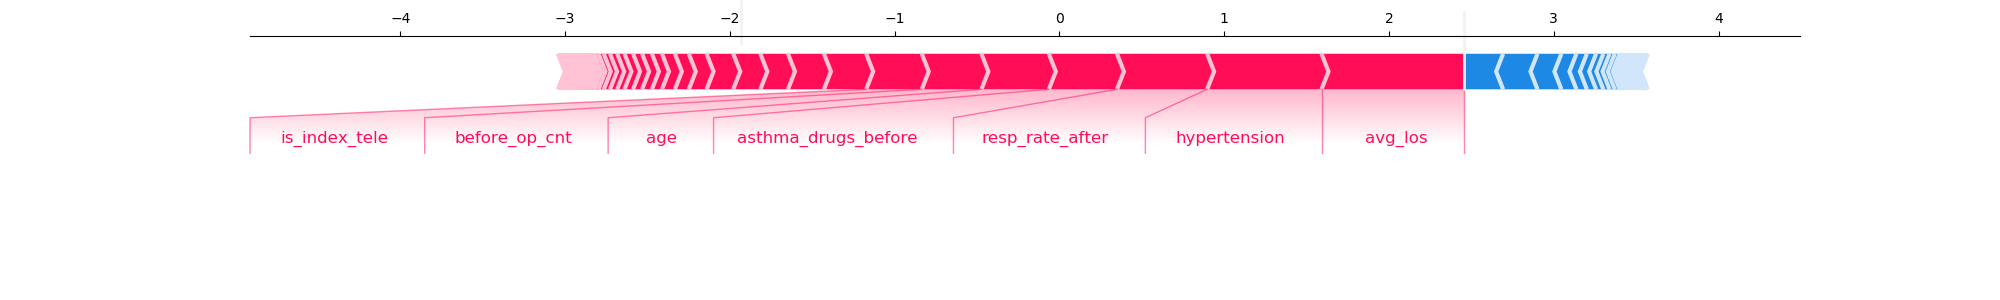 −4 −3 −2 −1 0 1 2 3 4
is_index_tele before_op_cnt age asthma_drugs_before resp_rate_after hypertension avg_los